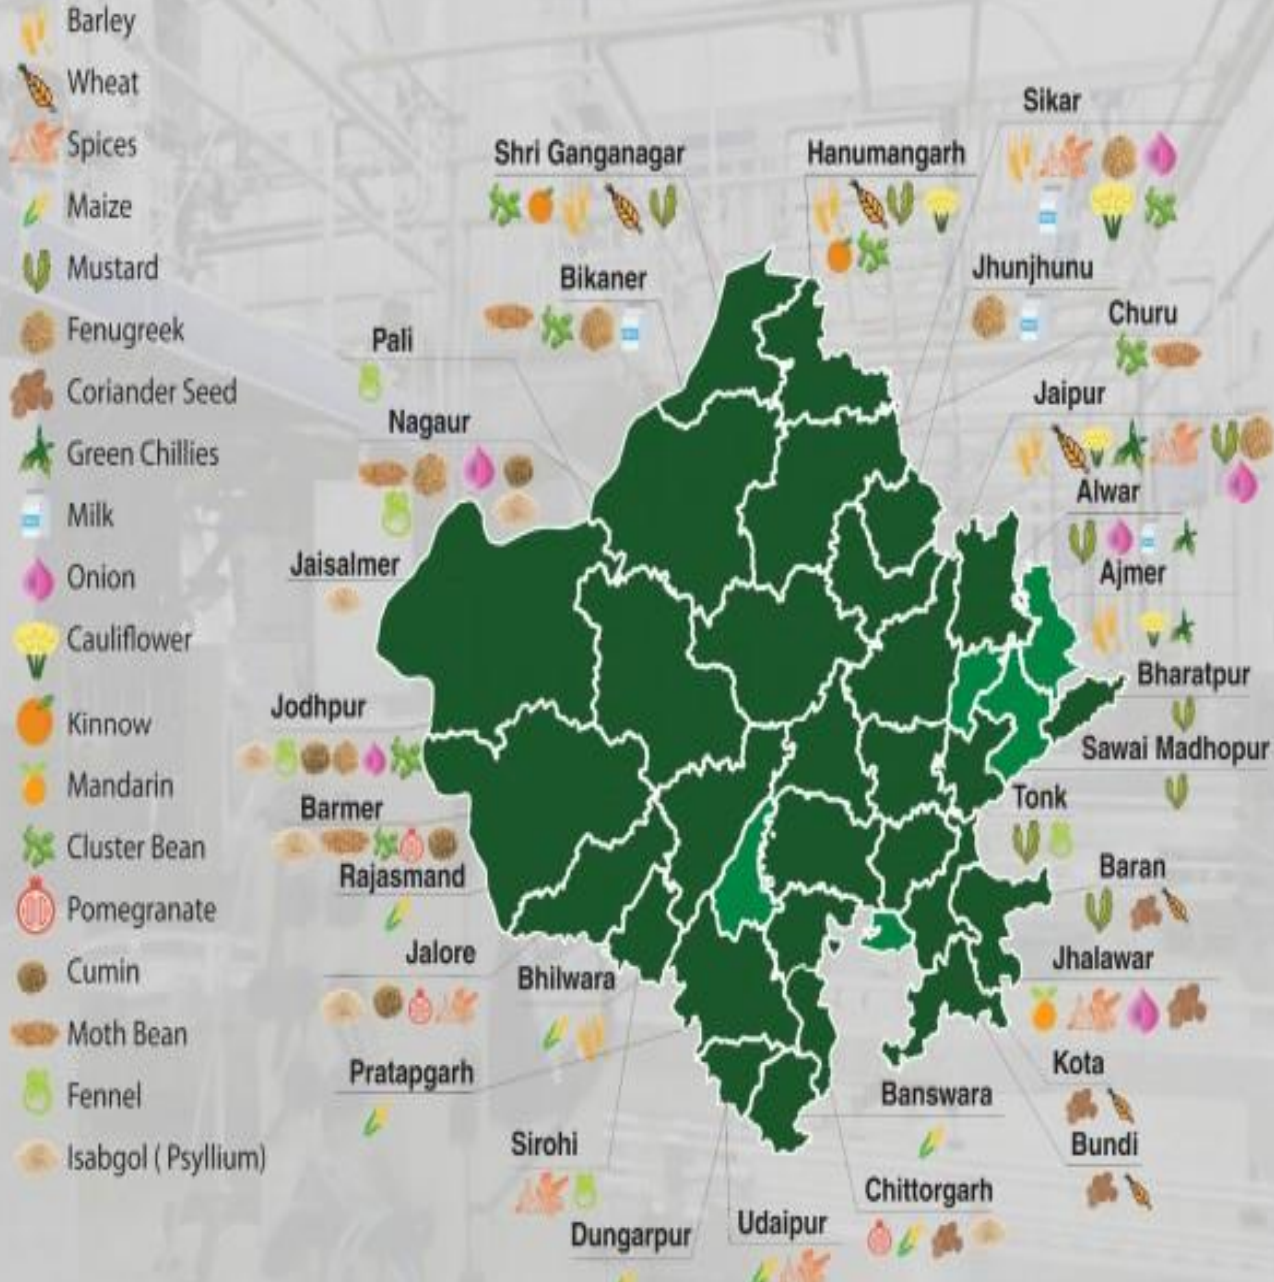 Barley
Wheat
Spices
Maize
Mustard
Fenugreek
Coriander Seed
Green Chillies
Milk
Onion
Cauliflower
Kinnow
Mandarin
Cluster Bean
Pomegranate
Cumin
Moth Bean
Fennel
Isabgol ( Psyllium)
Sikar
Shri Ganganagar
Hanumangarh
Bikaner
Jhunjhunu
Churu
Pali
Jaipur
Nagaur
Alwar
Jaisalmer
Ajmer
Bharatpur
Jodhpur
Sawai Madhopur
Barmer
Tonk
Rajasmand
Baran
Jalore
Jhalawar
Bhilwara
Pratapgarh
Kota
Banswara
Sirohi
Bundi
Chittorgarh
Udaipur
Dungarpur